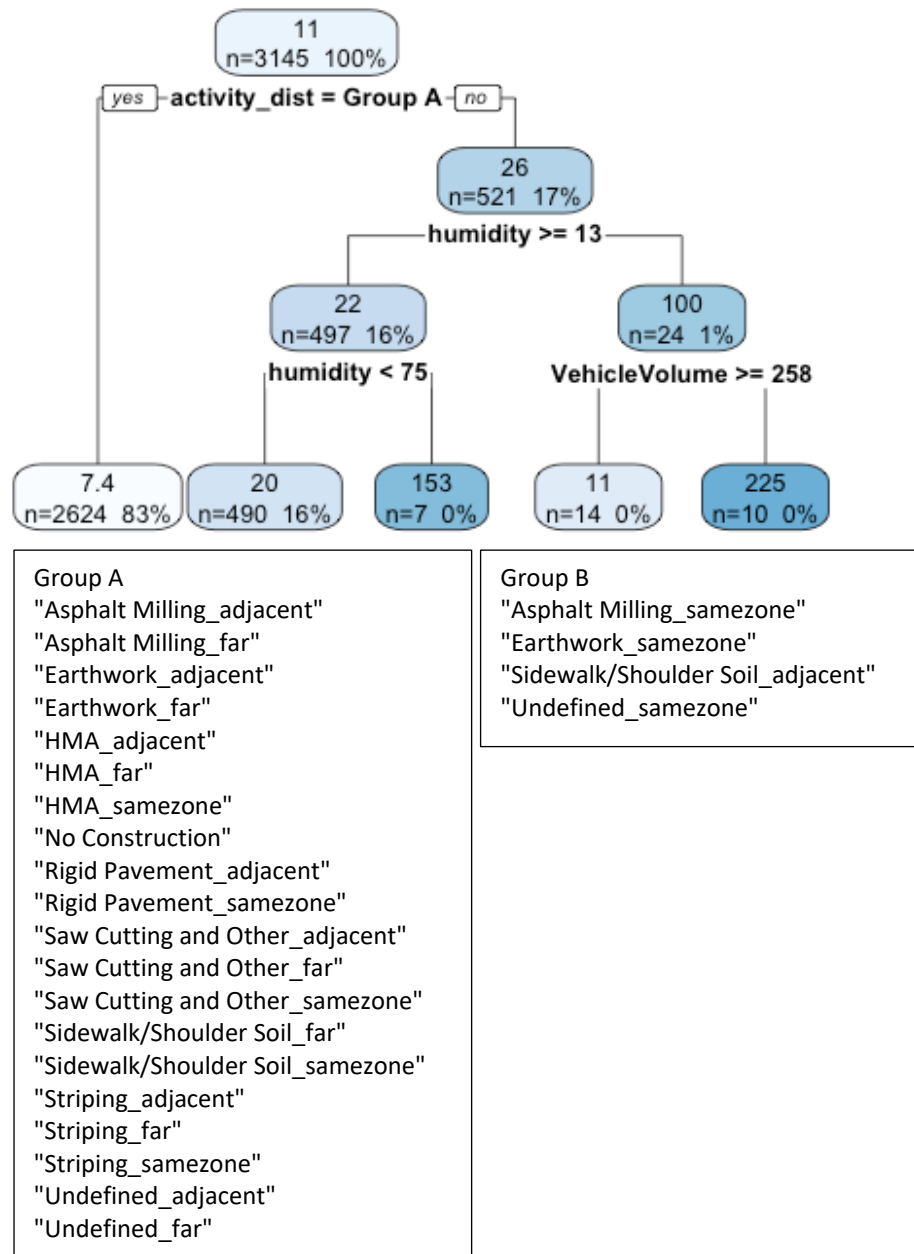 11
n=3145 100%
yes activity_dist = Group A no
26
n=521 17%
humidity >= 13
22
n=497 16%
100
n=24 1%
humidity < 75
VehicleVolume >= 258
7.4
n=2624 83%
20
n=490 16%
153
n=7 0%
11
n=14 0%
225
n=10 0%
Group A
"Asphalt Milling_adjacent"
"Asphalt Milling_far"
"Earthwork_adjacent"
"Earthwork_far"
"HMA_adjacent"
"HMA_far"
"HMA_samezone"
"No Construction"
"Rigid Pavement_adjacent"
"Rigid Pavement_samezone"
"Saw Cutting and Other_adjacent"
"Saw Cutting and Other_far"
"Saw Cutting and Other_samezone"
"Sidewalk/Shoulder Soil_far"
"Sidewalk/Shoulder Soil_samezone"
"Striping_adjacent"
"Striping_far"
"Striping_samezone"
"Undefined_adjacent"
"Undefined_far"
Group B
"Asphalt Milling_samezone"
"Earthwork_samezone"
"Sidewalk/Shoulder Soil_adjacent"
"Undefined_samezone"